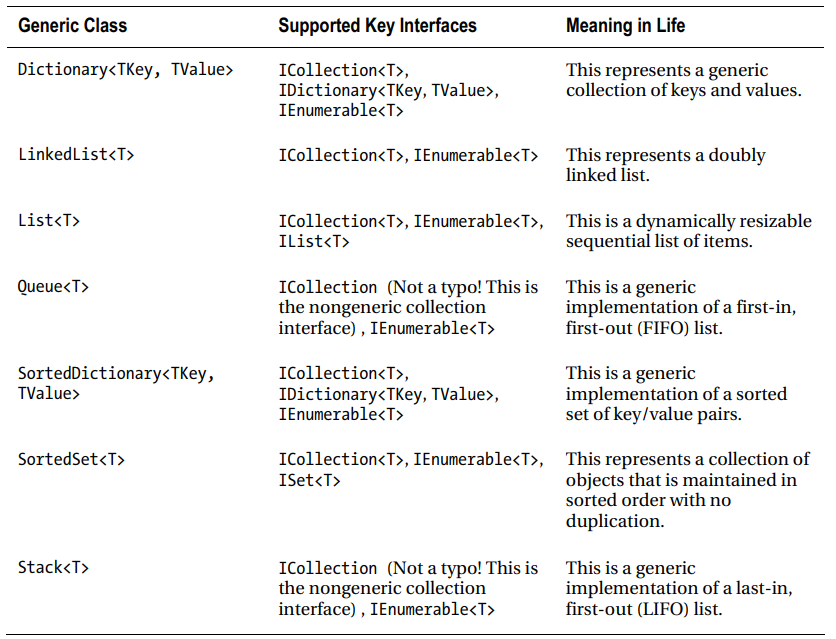 Generic Class Supported Key Interfaces Meaning in Life
Dictionary<TKey, TValue> ICollection<T>, This represents a generic
IDictionary<TKey, TValue>, collection of keys and values.
IEnumerable<T>
LinkedList<T> ICollection<T>, IEnumerable<T> This represents a doubly
linked list.
List<T> ICollection<T>, IEnumerable<T>, This is a dynamically resizable
IList<T> sequential list of items.
Queue<T> ICollection (Not a typo! This is This is a generic
the nongeneric collection implementation of a first-in,
interface) , IEnumerable<T> first-out (FIFO) list.
SortedDictionary<TKey, ICollection<T>, This is a generic
TValue> IDictionary<TKey, TValue>, implementation of a sorted
IEnumerable<T> set of key/value pairs.
SortedSet<T> ICollection<T>, IEnumerable<T>, This represents a collection of
ISet<T> objects that is maintained in
sorted order with no
duplication.
Stack<T> ICollection (Not a typo! This is This is a generic
the nongeneric collection implementation of a last-in,
interface) , IEnumerable<T> first-out (LIFO) list.